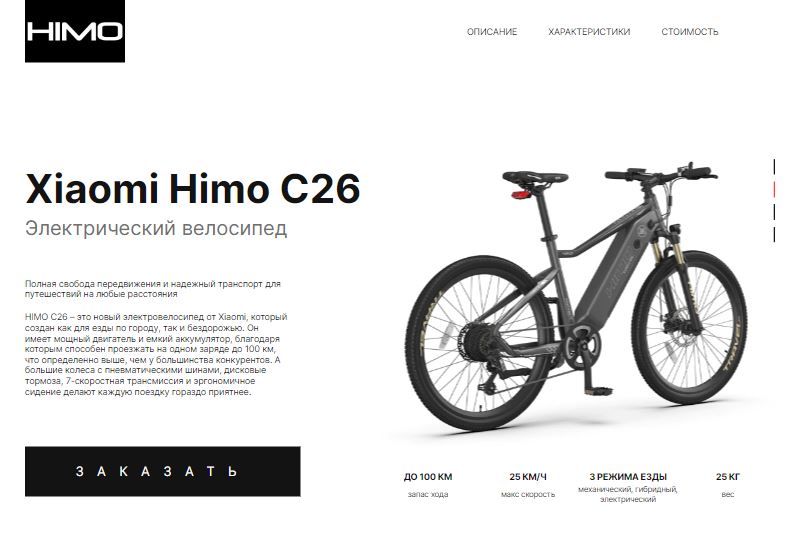 HIMO
ОПИСАНИЕ ХАРАКТЕРИСТИКИ СТОИМОСТЬ
Xiaomi Himo C26
Электрический велосипед
Полная свобода передвижения и надежный транспорт для
путешествий на любые расстояния
HIMO C26 – это новый электровелосипед от Xiaomi, который
создан как для езды по городу, так и бездорожью. Он
имеет мощный двигатель и емкий аккумулятор, благодаря
которым способен проезжать на одном заряде до 100 км,
что определенно выше, чем у большинства конкурентов. А
большие колеса с пневматическими шинами, дисковые
тормоза, 7-скоростная трансмиссия и эргономичное
сидение делают каждую поездку гораздо приятнее.
ЗАКАЗАТЬ
TRAVEL
ДО 100 КМ 25 КМ/Ч 3 РЕЖИМА ЕЗДЫ 25 КГ
запас хода макс скорость механический, гибридный, вес
электрический